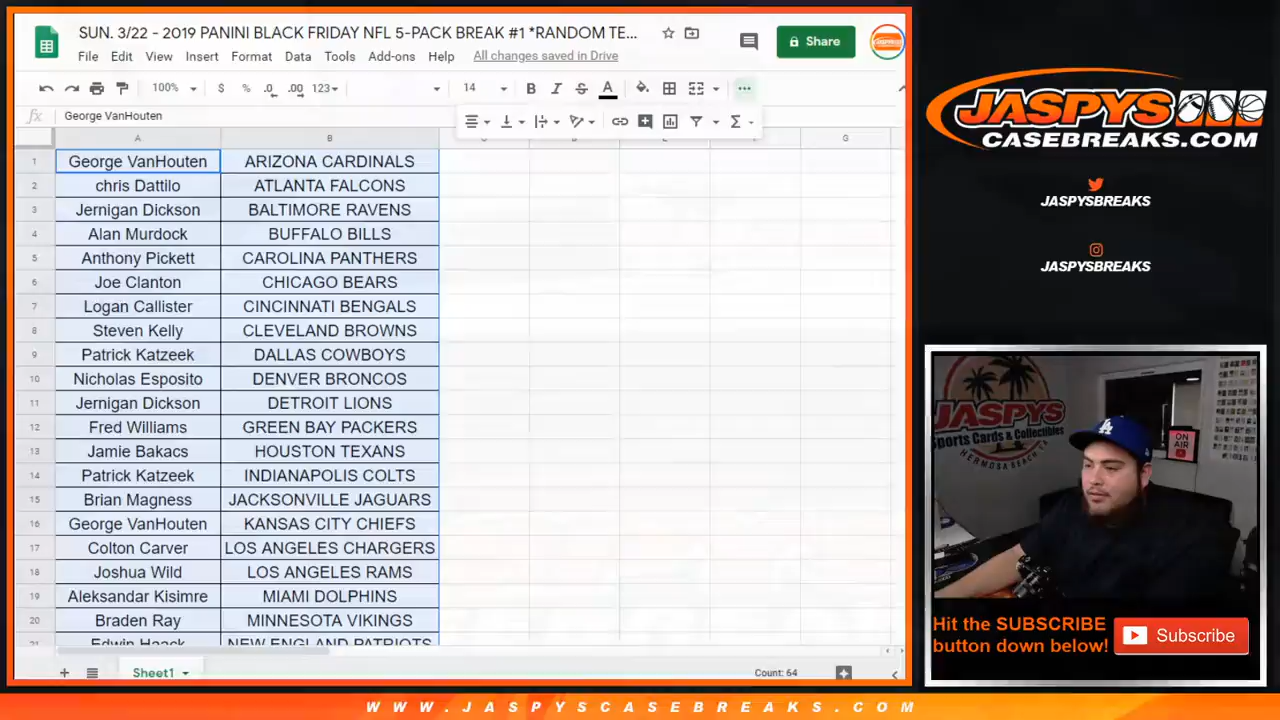 SUN. 3/22 - 2019 PANINI BLACK FRIDAY NFL 5-PACK BREAK #1 *RANDOM TE...
File Edit View Insert Format Data Tools Add-ons Help All changes saved in Drive
Share
100% $ % .0 .00 123 14 B I S A
fx George VanHouten
A B G
1 George VanHouten ARIZONA CARDINALS
2 chris Dattilo ATLANTA FALCONS
3 Jernigan Dickson BALTIMORE RAVENS
4 Alan Murdock BUFFALO BILLS
5 Anthony Pickett CAROLINA PANTHERS
6 Joe Clanton CHICAGO BEARS
7 Logan Callister CINCINNATI BENGALS
8 Steven Kelly CLEVELAND BROWNS
9 Patrick Katzeek DALLAS COWBOYS
10 Nicholas Esposito DENVER BRONCOS
11 Jernigan Dickson DETROIT LIONS
12 Fred Williams GREEN BAY PACKERS
13 Jamie Bakacs HOUSTON TEXANS
14 Patrick Katzeek INDIANAPOLIS COLTS
15 Brian Magness JACKSONVILLE JAGUARS
16 George VanHouten KANSAS CITY CHIEFS
17 Colton Carver LOS ANGELES CHARGERS
18 Joshua Wild LOS ANGELES RAMS
19 Aleksandar Kisimre MIAMI DOLPHINS
20 Braden Ray MINNESOTA VIKINGS
21 Edwin Haack NEW ENGLAND PATRIOTS
Sheet1
Count: 64
JASPYS
CASEBREAKS.COM
JASPYSBREAKS
JASPYSBREAKS
JASPYS
Sports Cards & Collectibles
HERMOSA BEACH, CA
LA
ON
AIR
Hit the SUBSCRIBE
button down below!
Subscribe
WWW.JASPYSCASEBREAKS.COM